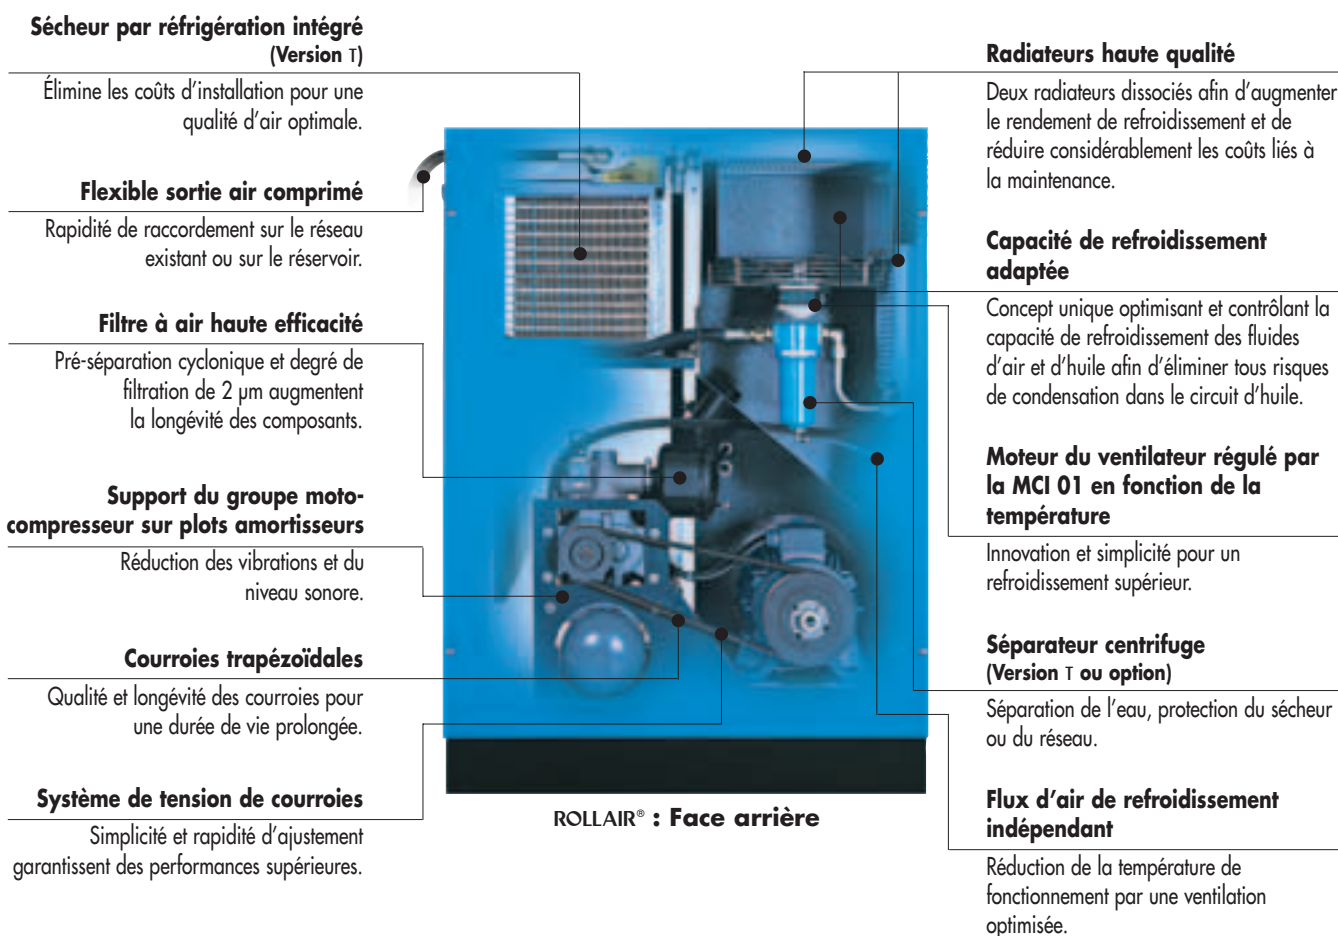 Sécheur par réfrigération intégré
(Version T)
Élimine les coûts d'installation pour une
qualité d'air optimale.
Flexible sortie air comprimé
Rapidité de raccordement sur le réseau
existant ou sur le réservoir.
Filtre à air haute efficacité
Pré-séparation cyclonique et degré de
filtration de 2 µm augmentent
la longévité des composants.
Support du groupe moto-
compresseur sur plots amortisseurs
Réduction des vibrations et du
niveau sonore.
Courroies trapézoïdales
Qualité et longévité des courroies pour
une durée de vie prolongée.
Système de tension de courroies
Simplicité et rapidité d'ajustement
garantissent des performances supérieures.
ROLLAIR® : Face arrière
Radiateurs haute qualité
Deux radiateurs dissociés afin d'augmenter
le rendement de refroidissement et de
réduire considérablement les coûts liés à
la maintenance.
Capacité de refroidissement
adaptée
Concept unique optimisant et contrôlant la
capacité de refroidissement des fluides
d'air et d'huile afin d'éliminer tous risques
de condensation dans le circuit d'huile.
Moteur du ventilateur régulé par
la MCI 01 en fonction de la
température
Innovation et simplicité pour un
refroidissement supérieur.
Séparateur centrifuge
(Version T ou option)
Séparation de l'eau, protection du sécheur
ou du réseau.
Flux d'air de refroidissement
indépendant
Réduction de la température de
fonctionnement par une ventilation
optimisée.